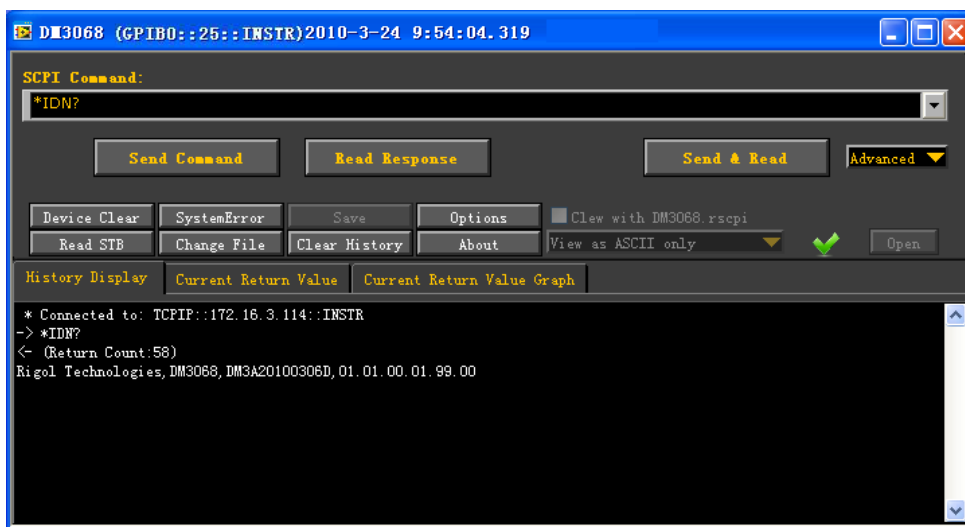 DM3068 (GPIB0::25::INSTR)2010-3-24 9:54:04.319
SCPI Command:
*IDN?
Send Command Read Response Send & Read Advanced
Device Clear SystemError Save Options Clew with DM3068.rscpi
Read STB Change File Clear History About View as ASCII only Open
History Display Current Return Value Current Return Value Graph
* Connected to: TCPIP::172.16.3.114::INSTR
-> *IDN?
<- (Return Count:58)
Rigol Technologies,DM3068,DM3A20100306D,01.01.00.01.99.00